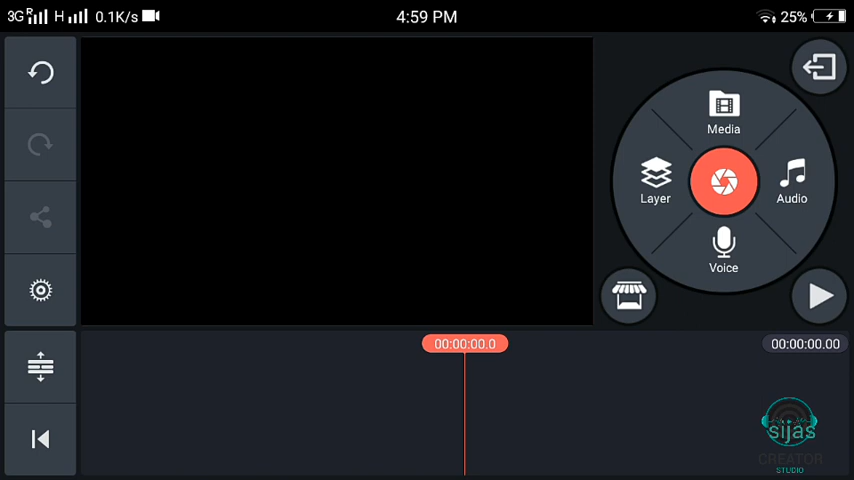 3G R H 0.1K/s 4:59 PM 25%
Media
Layer
Audio
Voice
00:00:00.0
00:00:00.00
sijas
CREATOR
STUDIO